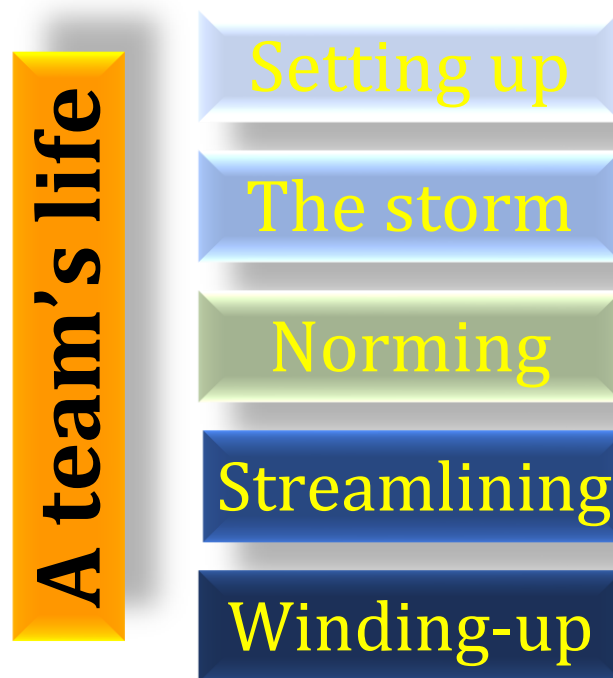 A team’s life
Setting up
The storm
Norming
Streamlining
Winding-up